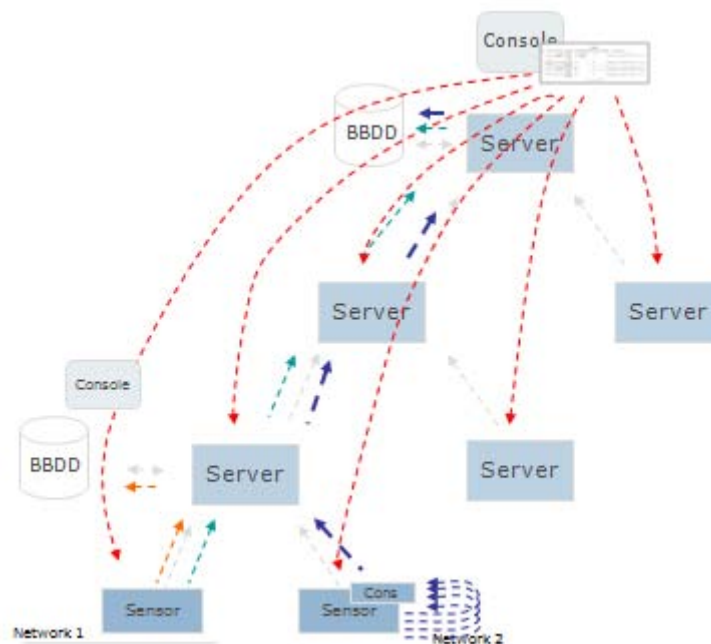 Console
BBDD
Server
Server
Server
Console
BBDD
Server
Server
Cons
Sensor
Sensor
Network 1
Network 2